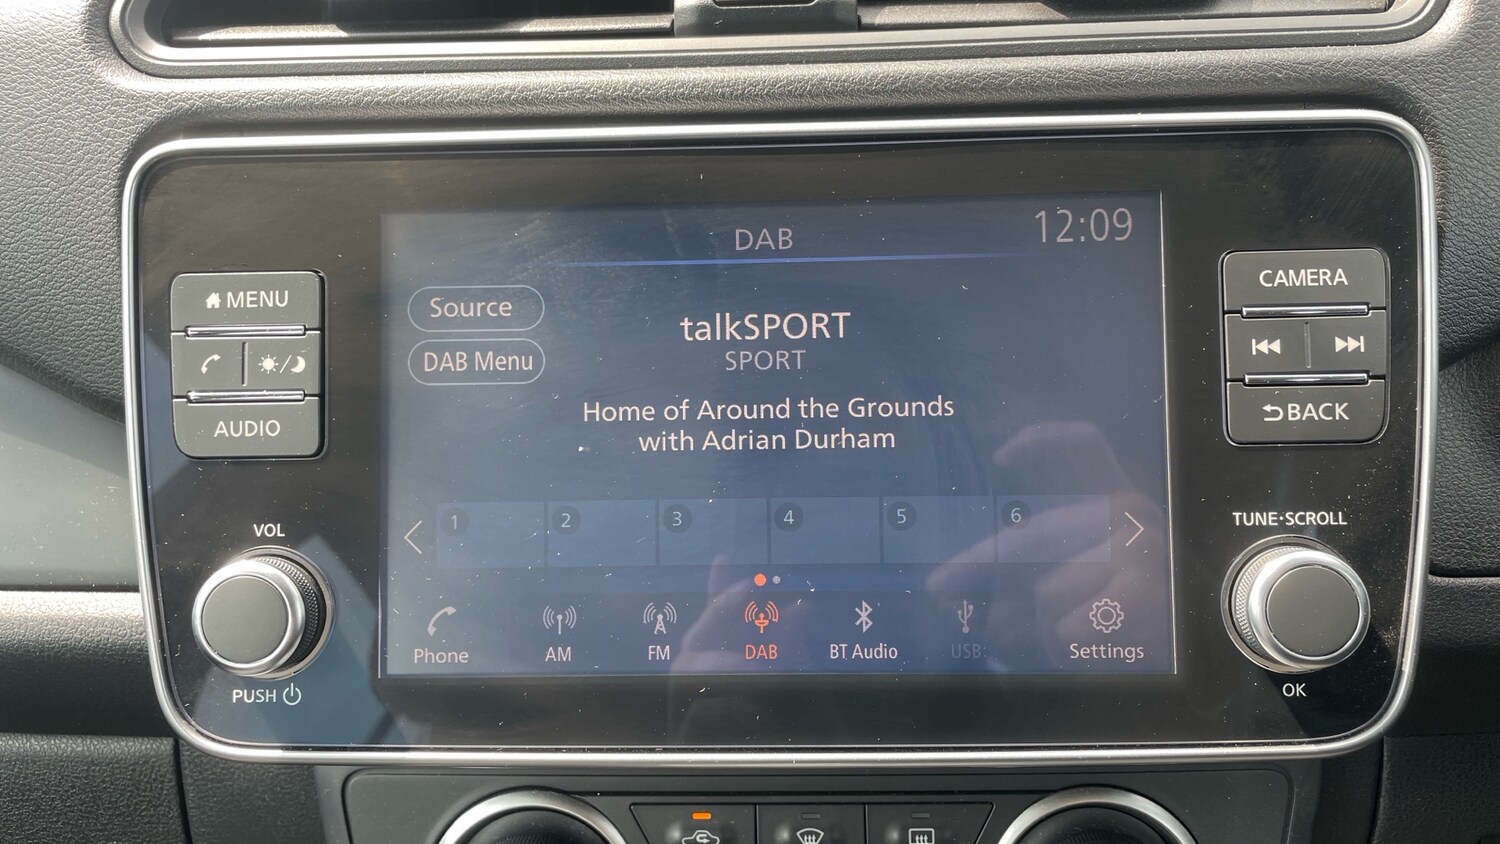 DAB
12:09
MENU
AUDIO
VOL
PUSH
Source
DAB Menu
talkSPORT
SPORT
Home of Around the Grounds
with Adrian Durham
1 2 3 4 5 6
Phone AM FM DAB BT Audio USB Settings
CAMERA
BACK
TUNE·SCROLL
OK